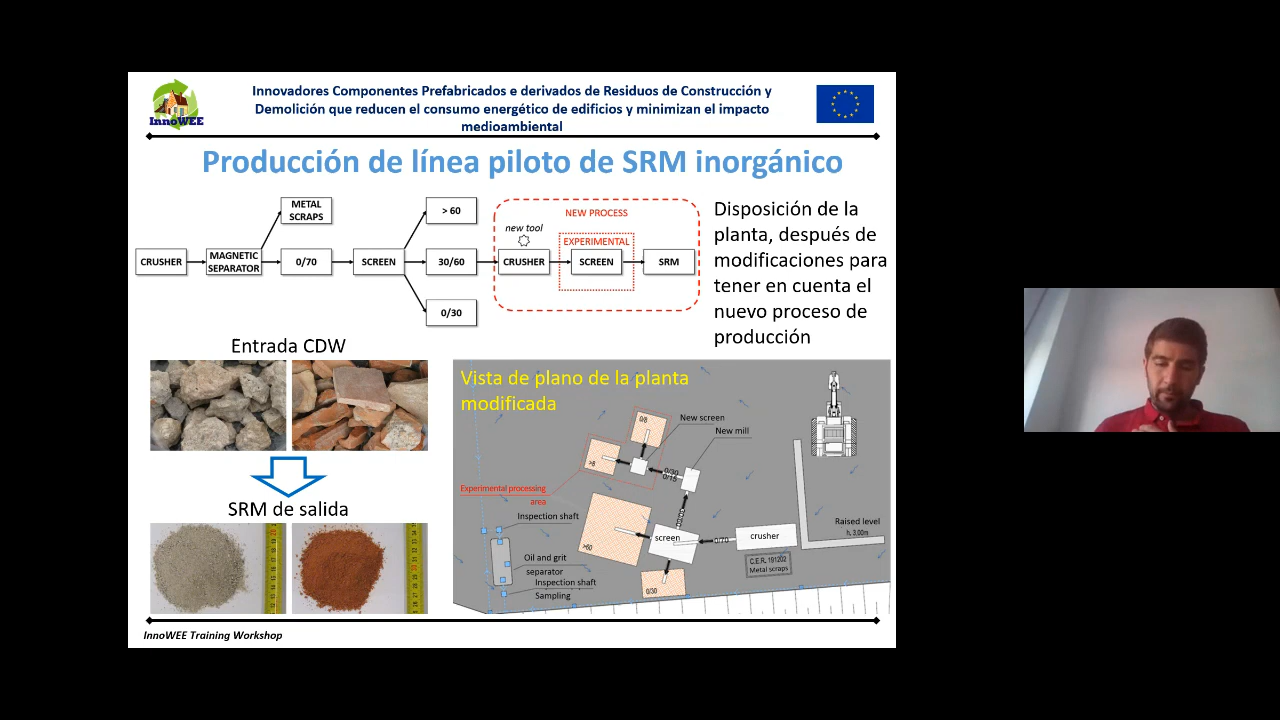 Innovadores Componentes Prefabricados e derivados de Residuos de Construcción y
Demolición que reducen el consumo energético de edificios y minimizan el impacto
medioambiental
InnoWEE
Producción de línea piloto de SRM inorgánico
CRUSHER
MAGNETIC
SEPARATOR
METAL
SCRAPS
0/70
SCREEN
> 60
30/60
0/30
NEW PROCESS
new tool
CRUSHER
EXPERIMENTAL
SCREEN
SRM
Disposición de la
planta, después de
modificaciones para
tener en cuenta el
nuevo proceso de
producción
Entrada CDW
SRM de salida
Vista de plano de la planta
modificada
0/8
New screen
New mill
>8
0/30
0/15
Experimental processing
area
Inspection shaft
>60
screen
0/70
crusher
Raised level
h. 3,00m
Oil and grit
separator
C.E.R. 191202
Metal scraps
Inspection shaft
0/30
Sampling
InnoWEE Training Workshop